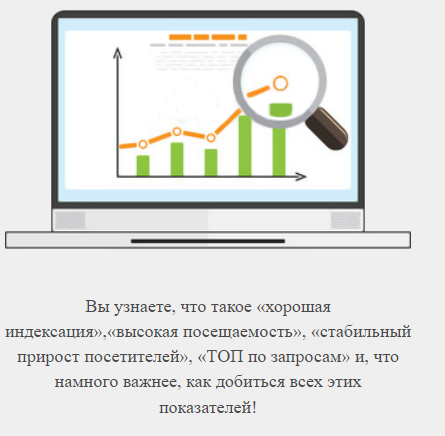 Вы узнаете, что такое «хорошая
индексация»,«высокая посещаемость», «стабильный
прирост посетителей», «ТОП по запросам» и, что
намного важнее, как добиться всех этих
показателей!